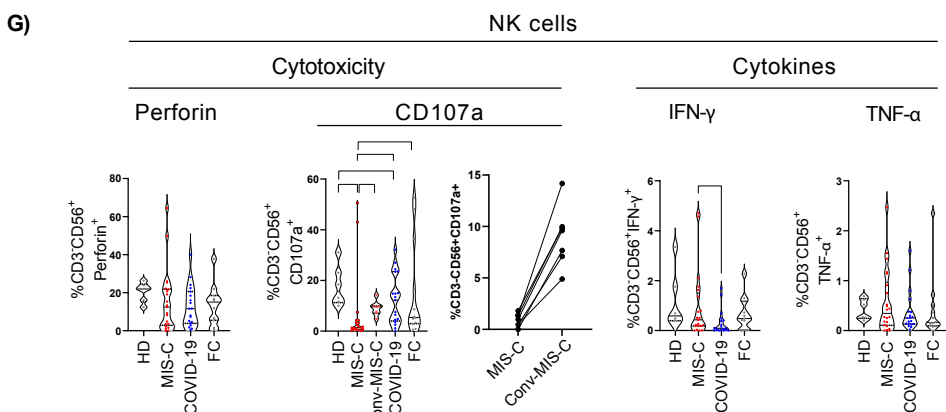 G)
NK cells
Cytotoxicity
Cytokines
Perforin
CD107a
IFN-γ
TNF-α
%CD3⁻CD56⁺
Perforin⁺
80
60
40
20
0
HD
MIS-C
COVID-19
FC
%CD3⁻CD56⁺
CD107a⁺
60
40
20
0
HD
MIS-C
Conv-MIS-C
COVID-19
FC
%CD3-CD56+CD107a+
15
10
5
0
MIS-C
Conv-MIS-C
%CD3⁻CD56⁺IFN-γ⁺
6
4
2
0
HD
MIS-C
COVID-19
FC
%CD3⁻CD56⁺
TNF-α⁺
3
2
1
0
HD
MIS-C
COVID-19
FC